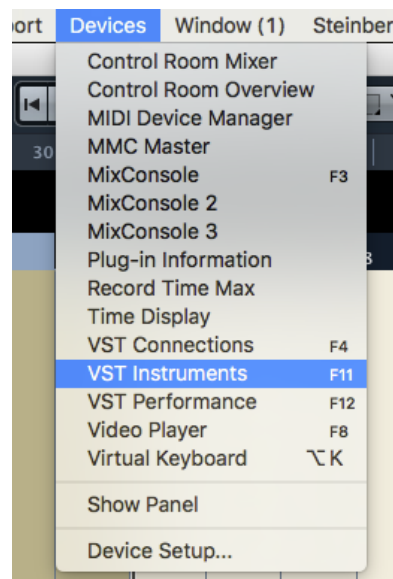 ort Devices Window (1) Steinber
Control Room Mixer
Control Room Overview
MIDI Device Manager
30
MMC Master
MixConsole F3
MixConsole 2
MixConsole 3
Plug-in Information
Record Time Max
Time Display
VST Connections F4
VST Instruments F11
VST Performance F12
Video Player F8
Virtual Keyboard ⌥ K
Show Panel
Device Setup...